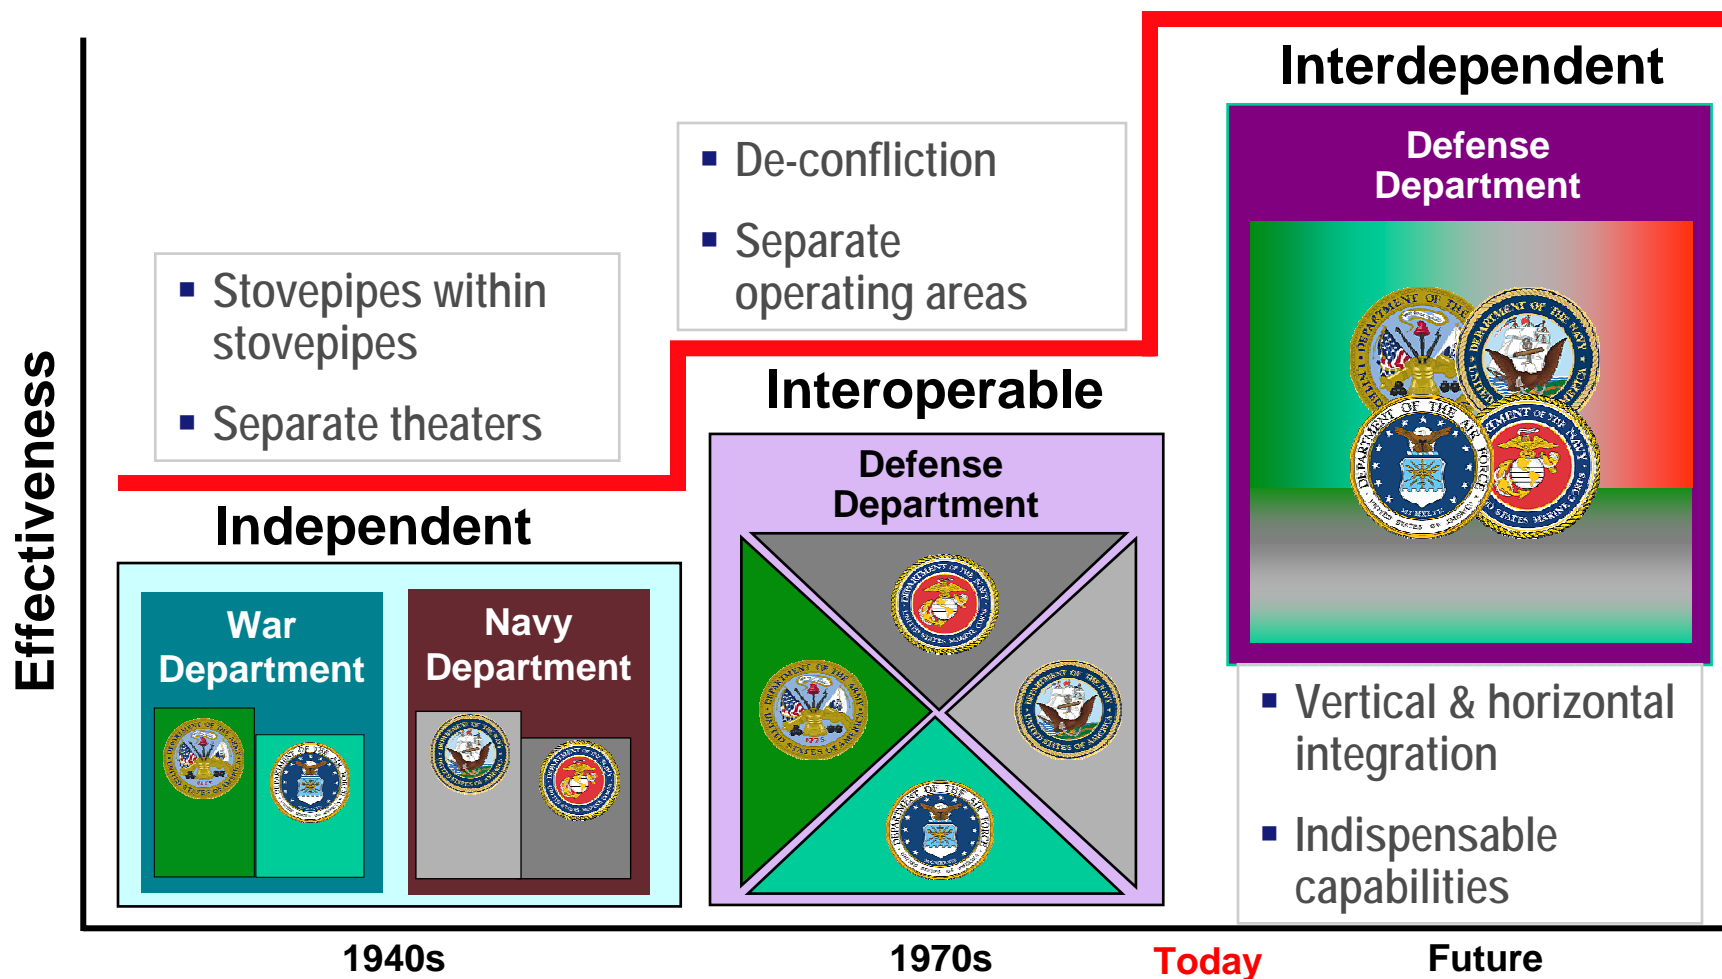 Effectiveness
Stovepipes within
stovepipes
Separate theaters
Independent
War
Department
Navy
Department
De-confliction
Separate
operating areas
Interoperable
Defense
Department
Interdependent
Defense
Department
Vertical & horizontal
integration
Indispensable
capabilities
1940s
1970s
Today
Future